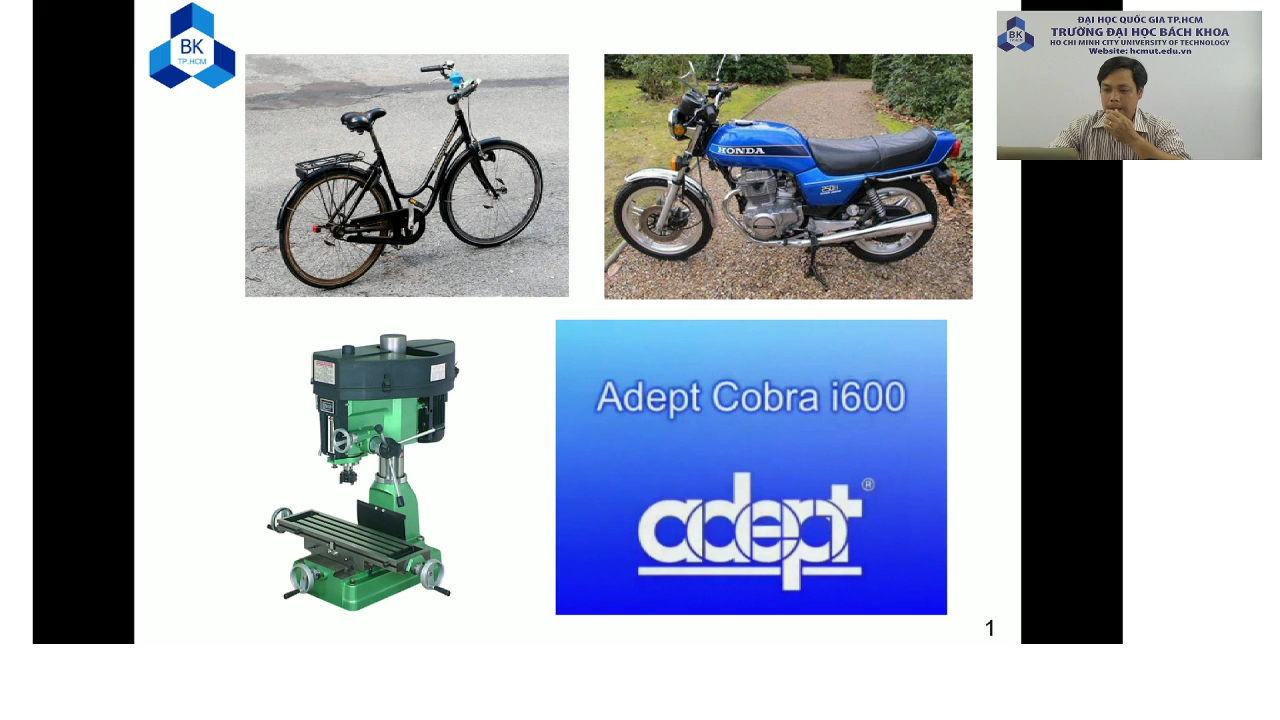 BK
TP.HCM
ĐẠI HỌC QUỐC GIA TP.HCM
TRƯỜNG ĐẠI HỌC BÁCH KHOA
HO CHI MINH CITY UNIVERSITY OF TECHNOLOGY
Website: hcmut.edu.vn
BK
HONDA
Adept Cobra i600
adept ®
1